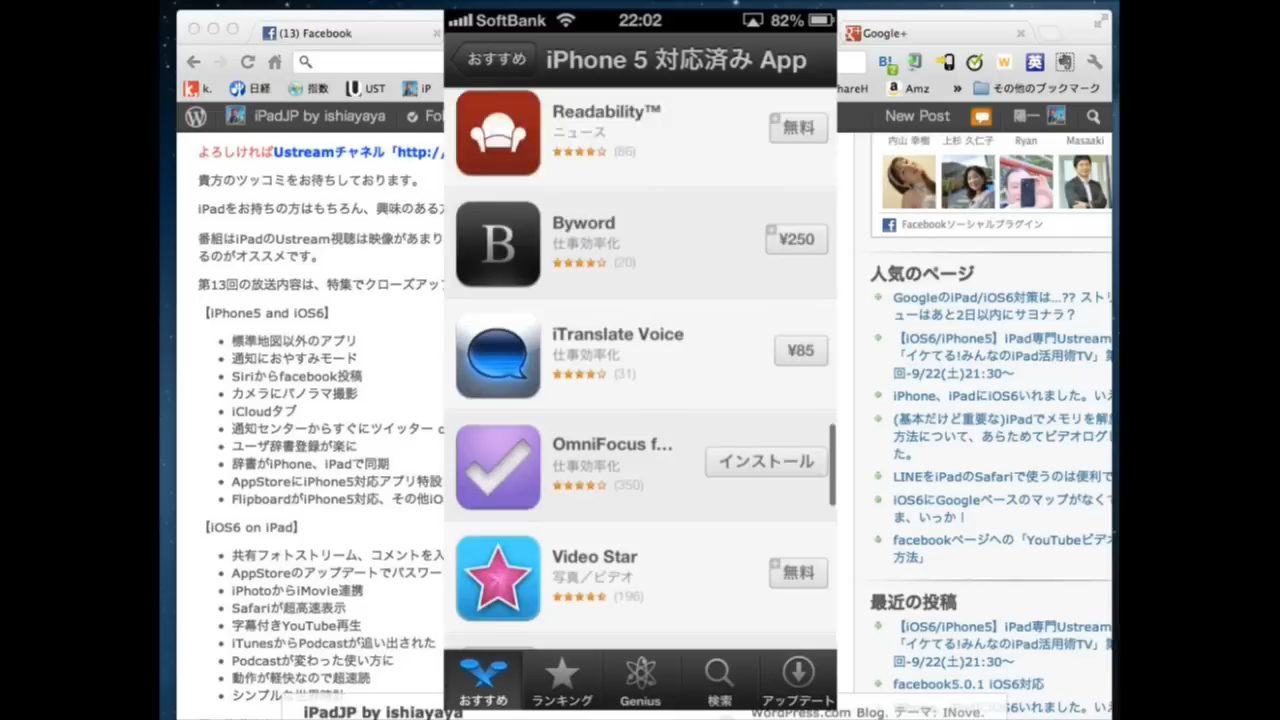 (13) Facebook
k.
日経
指数
UST
iP
iPadJP by ishiayaya
Fo
よろしければUstreamチャネル「http:/
貴方のツッコミをお待ちしております。
iPadをお持ちの方はもちろん、興味のある方
番組はiPadのUstream視聴は映像があまり
るのがオススメです。
第13回の放送内容は、特集でクローズアッ
【iPhone5 and iOS6】
標準地図以外のアプリ
通知におやすみモード
Siriからfacebook投稿
カメラにパノラマ撮影
iCloudタブ
通知センターからすぐにツイッター
ユーザ辞書登録が楽に
辞書がiPhone、iPadで同期
AppStoreにiPhone5対応アプリ特設
FlipboardがiPhone5対応、その他iO
【iOS6 on iPad】
共有フォトストリーム、コメントを入
AppStoreのアップデートでパスワー
iPhotoからiMovie連携
Safariが超高速表示
字幕付きYouTube再生
iTunesからPodcastが追い出された
Podcastが変わった使い方に
動作が軽快なので超速読
iPadJP by ishiayaya
SoftBank 22:02 82%
おすすめ
iPhone 5 対応済み App
Readability™
ニュース
(86)
無料
B
Byword
仕事効率化
(20)
¥250
iTranslate Voice
仕事効率化
(31)
¥85
OmniFocus f...
仕事効率化
(350)
インストール
Video Star
写真／ビデオ
(196)
無料
おすすめ
ランキング
Genius
検索
アップデート
Google+
B!
2
W
英
hareH
Amz
»
その他のブックマーク
New Post
陽一
内山 幸樹
上杉 久仁子
Ryan
Masaaki
Facebookソーシャルプラグイン
人気のページ
GoogleのiPad/iOS6対策は...?? ストリ
ューはあと2日以内にサヨナラ？
【iOS6/iPhone5】iPad専門Ustream
「イケてる!みんなのiPad活用術TV」第
回-9/22(土)21:30〜
iPhone、iPadにiOS6いれました。いえ
(基本だけど重要な)iPadでメモリを解
方法について、あらためてビデオログし
た。
LINEをiPadのSafariで使うのは便利で
iOS6にGoogleベースのマップがなくて
ま、いっか！
facebookページへの「YouTubeビデオ
方法」
最近の投稿
【iOS6/iPhone5】iPad専門Ustream
「イケてる!みんなのiPad活用術TV」第
回-9/22(土)21:30〜
facebook5.0.1 iOS6対応
WordPress.com Blog. テーマ: INove.